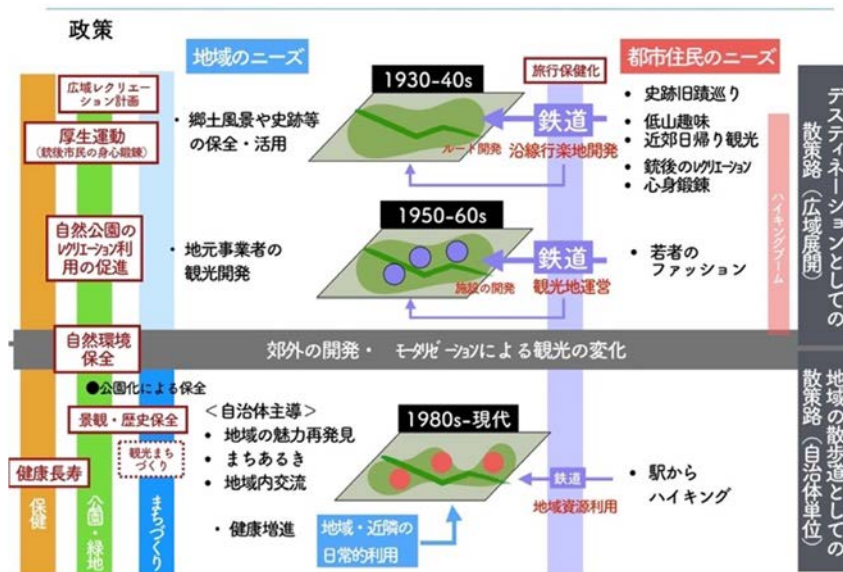 政策
地域のニーズ
都市住民のニーズ
広域レクリエー
ション計画
厚生運動
(銃後市民の心身鍛錬)
・郷土風景や史跡等
の保全・活用
1930-40s
旅行保健化
鉄道
ルート開発
沿線行楽地開発
・史跡旧蹟巡り
・低山趣味
・近郊日帰り観光
・銃後のレクリエーション
・心身鍛錬
ハイキングブーム
デスティネーションとしての
散策路(広域展開)
自然公園の
レクリエーション利
用の促進
・地元事業者の
観光開発
1950-60s
鉄道
施設の開発
観光地運営
・若者の
ファッション
自然環境
保全
郊外の開発・ モータリゼーションによる観光の変化
●公園化による保全
景観・歴史保全
観光まち
づくり
健康長寿
保健
公園・緑地
まちづくり
<自治体主導>
・地域の魅力再発見
・まちあるき
・地域内交流
・健康増進
1980s-現代
鉄道
地域資源利用
地域・近隣の
日常的利用
・駅から
ハイキング
地域の散歩道としての
散策路(自治体単位)